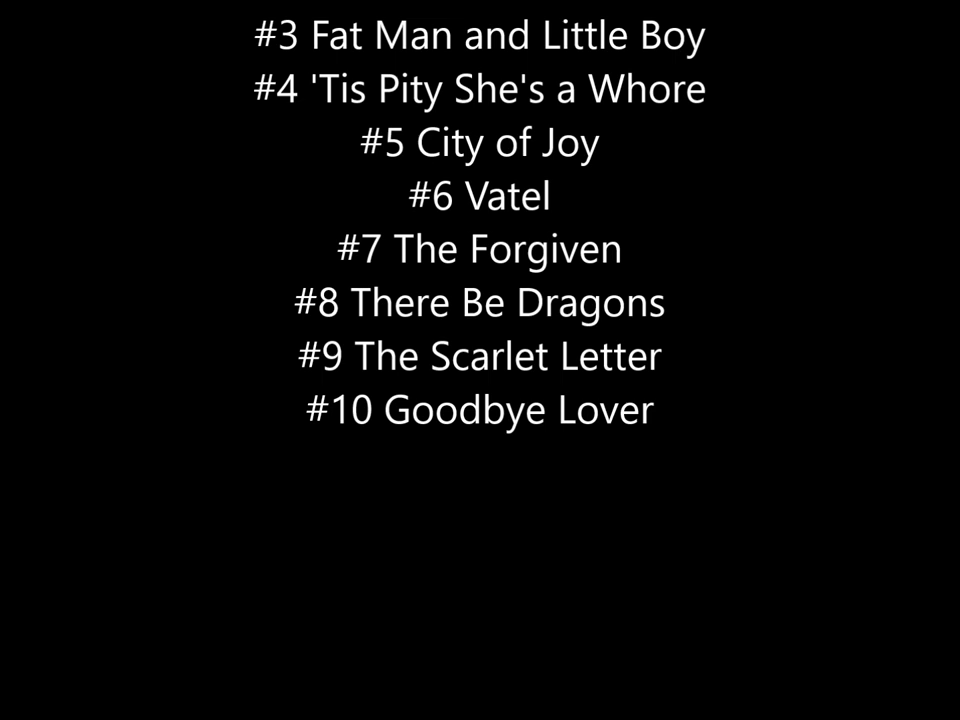 #3 Fat Man and Little Boy
#4 'Tis Pity She's a Whore
#5 City of Joy
#6 Vatel
#7 The Forgiven
#8 There Be Dragons
#9 The Scarlet Letter
#10 Goodbye Lover